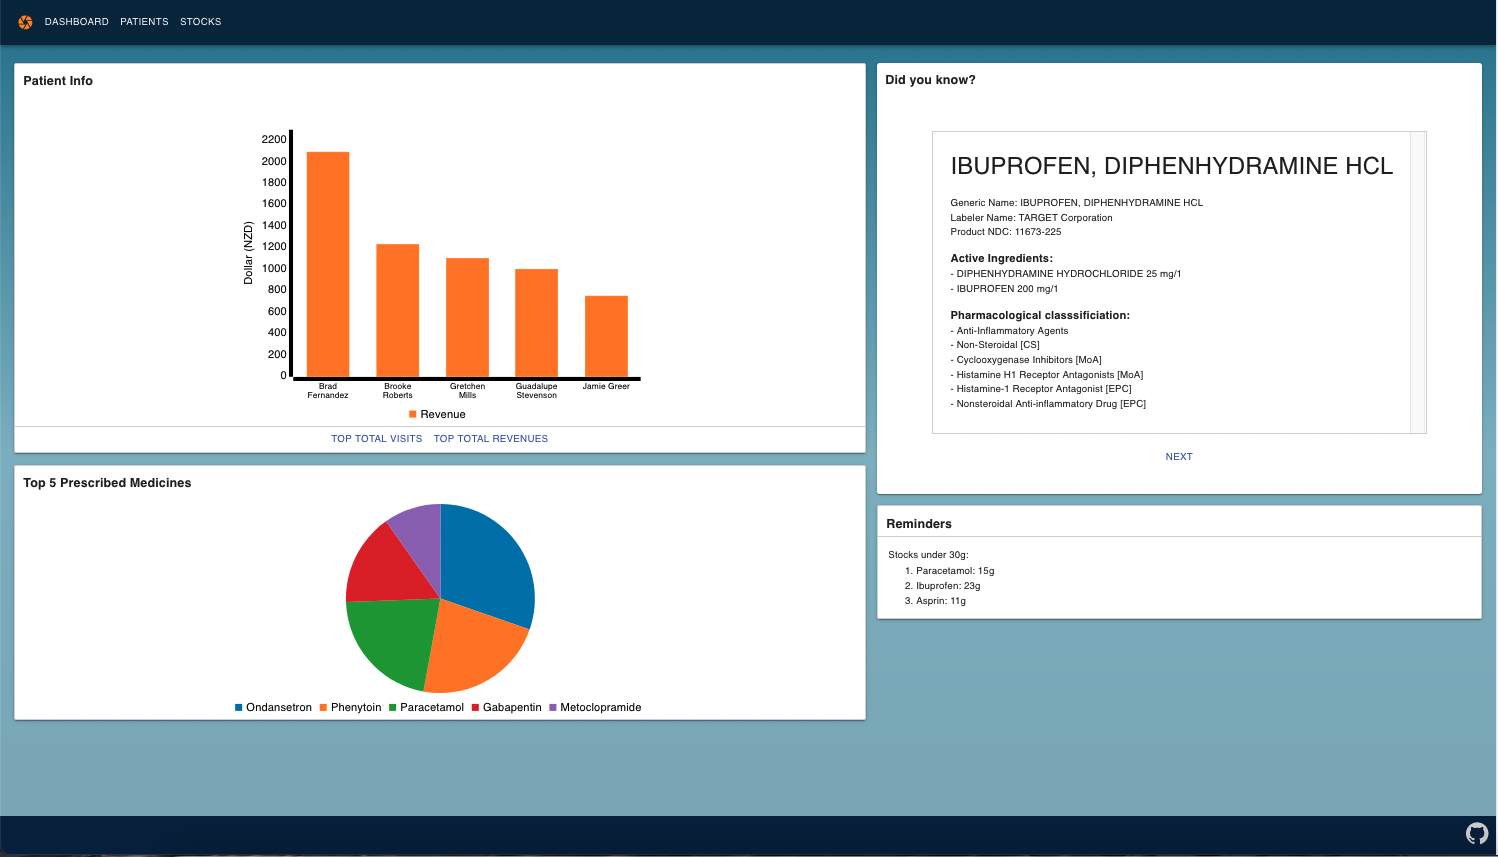 DASHBOARD PATIENTS STOCKS
Patient Info
Dollar (NZD)
2200
2000
1800
1600
1400
1200
1000
800
600
400
200
0
Brad Fernandez
Brooke Roberts
Gretchen Mills
Guadalupe Stevenson
Jamie Greer
Revenue
TOP TOTAL VISITS TOP TOTAL REVENUES
Top 5 Prescribed Medicines
Ondansetron Phenytoin Paracetamol Gabapentin Metoclopramide
Did you know?
IBUPROFEN, DIPHENHYDRAMINE HCL
Generic Name: IBUPROFEN, DIPHENHYDRAMINE HCL
Labeler Name: TARGET Corporation
Product NDC: 11673-225
Active Ingredients:
- DIPHENHYDRAMINE HYDROCHLORIDE 25 mg/1
- IBUPROFEN 200 mg/1
Pharmacological classsificiation:
- Anti-Inflammatory Agents
- Non-Steroidal [CS]
- Cyclooxygenase Inhibitors [MoA]
- Histamine H1 Receptor Antagonists [MoA]
- Histamine-1 Receptor Antagonist [EPC]
- Nonsteroidal Anti-inflammatory Drug [EPC]
NEXT
Reminders
Stocks under 30g:
1. Paracetamol: 15g
2. Ibuprofen: 23g
3. Asprin: 11g